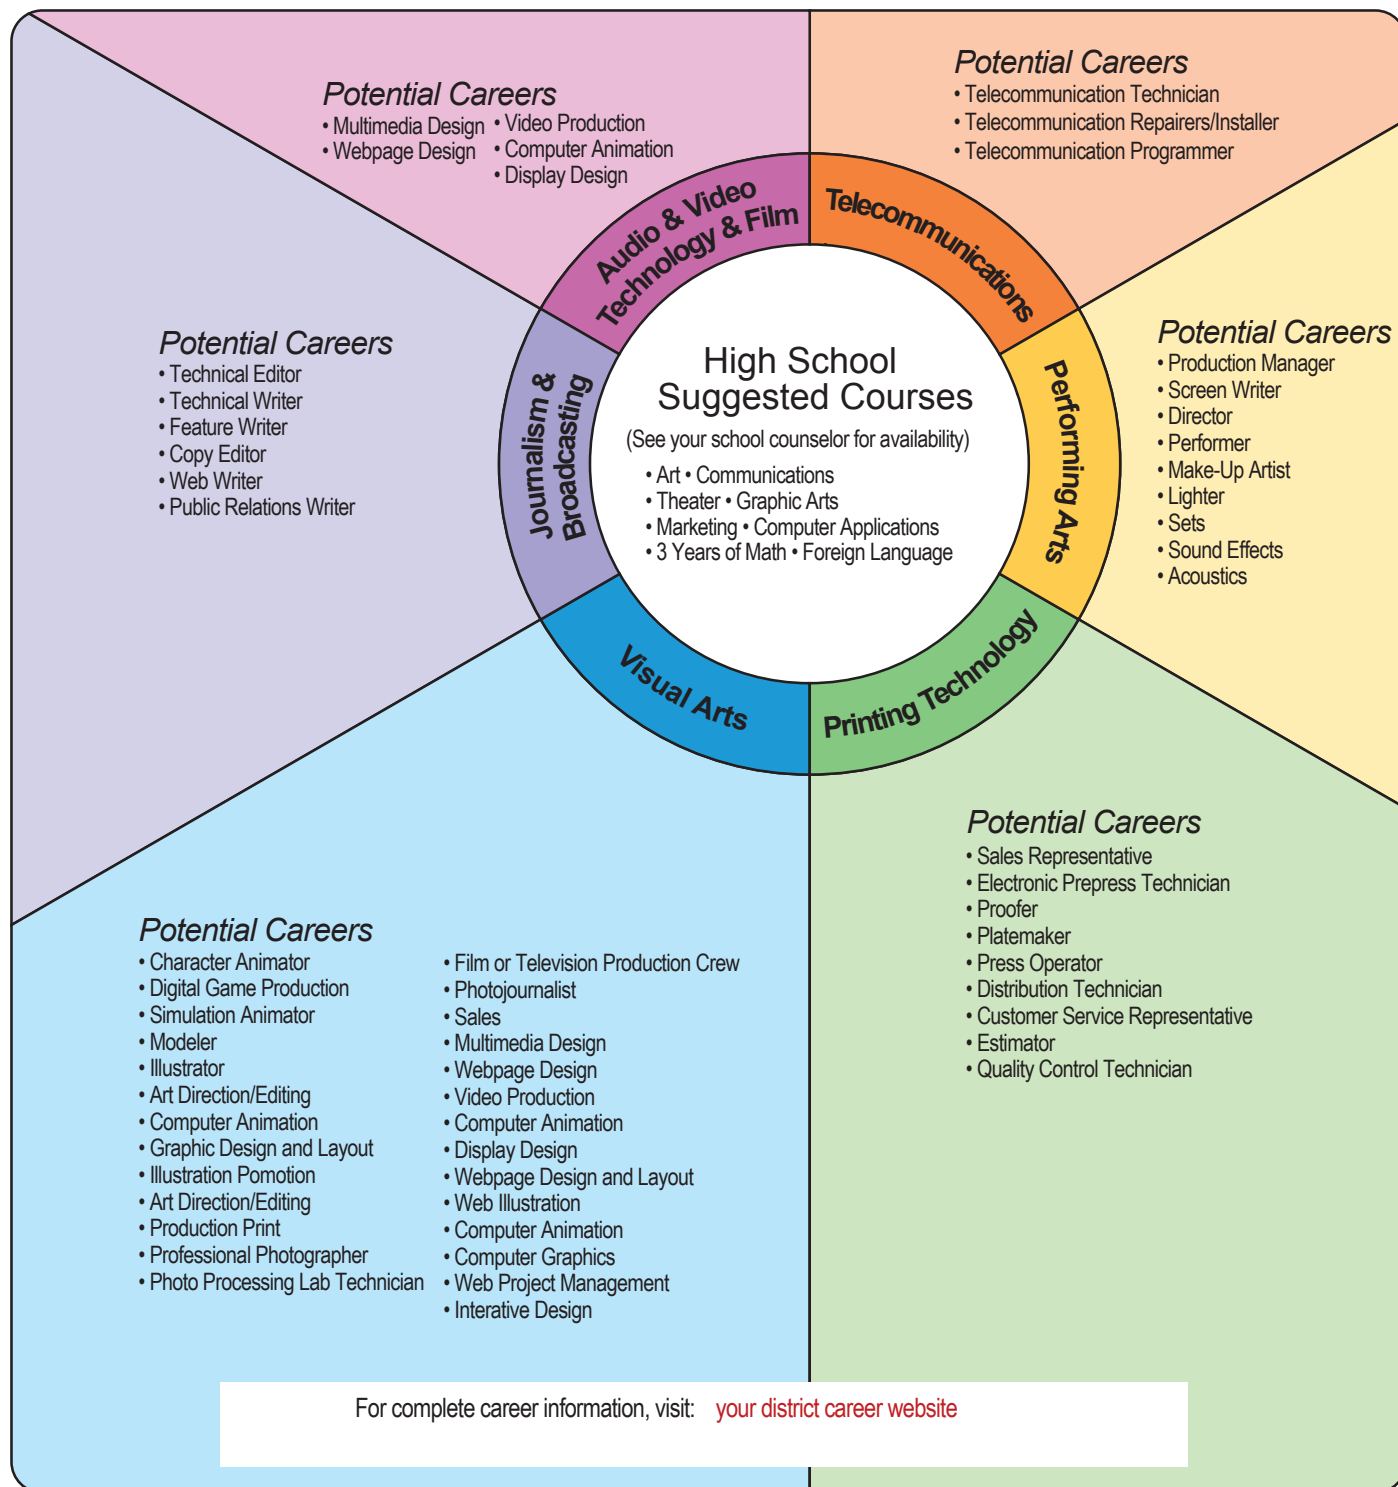 Potential Careers
• Multimedia Design
• Webpage Design
• Video Production
• Computer Animation
• Display Design
Potential Careers
• Telecommunication Technician
• Telecommunication Repairers/Installer
• Telecommunication Programmer
Audio & Video
Technology & Film
Telecommunications
Potential Careers
• Technical Editor
• Technical Writer
• Feature Writer
• Copy Editor
• Web Writer
• Public Relations Writer
Journalism &
Broadcasting
High School
Suggested Courses
(See your school counselor for availability)
• Art • Communications
• Theater • Graphic Arts
• Marketing • Computer Applications
• 3 Years of Math • Foreign Language
Performing Arts
Potential Careers
• Production Manager
• Screen Writer
• Director
• Performer
• Make-Up Artist
• Lighter
• Sets
• Sound Effects
• Acoustics
Visual Arts
Printing Technology
Potential Careers
• Character Animator
• Digital Game Production
• Simulation Animator
• Modeler
• Illustrator
• Art Direction/Editing
• Computer Animation
• Graphic Design and Layout
• Illustration Pomotion
• Art Direction/Editing
• Production Print
• Professional Photographer
• Photo Processing Lab Technician
• Film or Television Production Crew
• Photojournalist
• Sales
• Multimedia Design
• Webpage Design
• Video Production
• Computer Animation
• Display Design
• Webpage Design and Layout
• Web Illustration
• Computer Animation
• Computer Graphics
• Web Project Management
• Interative Design
Potential Careers
• Sales Representative
• Electronic Prepress Technician
• Proofer
• Platemaker
• Press Operator
• Distribution Technician
• Customer Service Representative
• Estimator
• Quality Control Technician
For complete career information, visit: your district career website